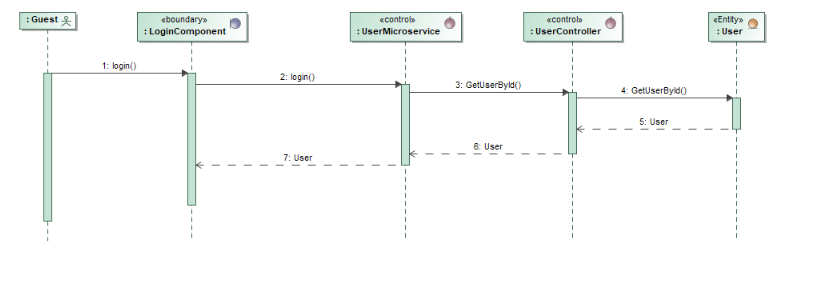 : Guest
«boundary»
: LoginComponent
«control»
: UserMicroservice
«control»
: UserController
«Entity»
: User
1: login()
2: login()
3: GetUserById()
4: GetUserById()
5: User
6: User
7: User